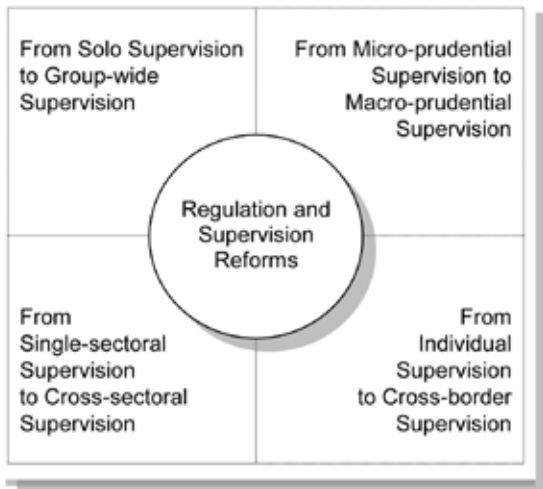 From Solo Supervision
to Group-wide
Supervision
From Micro-prudential
Supervision to
Macro-prudential
Supervision
Regulation and
Supervision
Reforms
From
Single-sectoral
Supervision
to Cross-sectoral
Supervision
From
Individual
Supervision
to Cross-border
Supervision